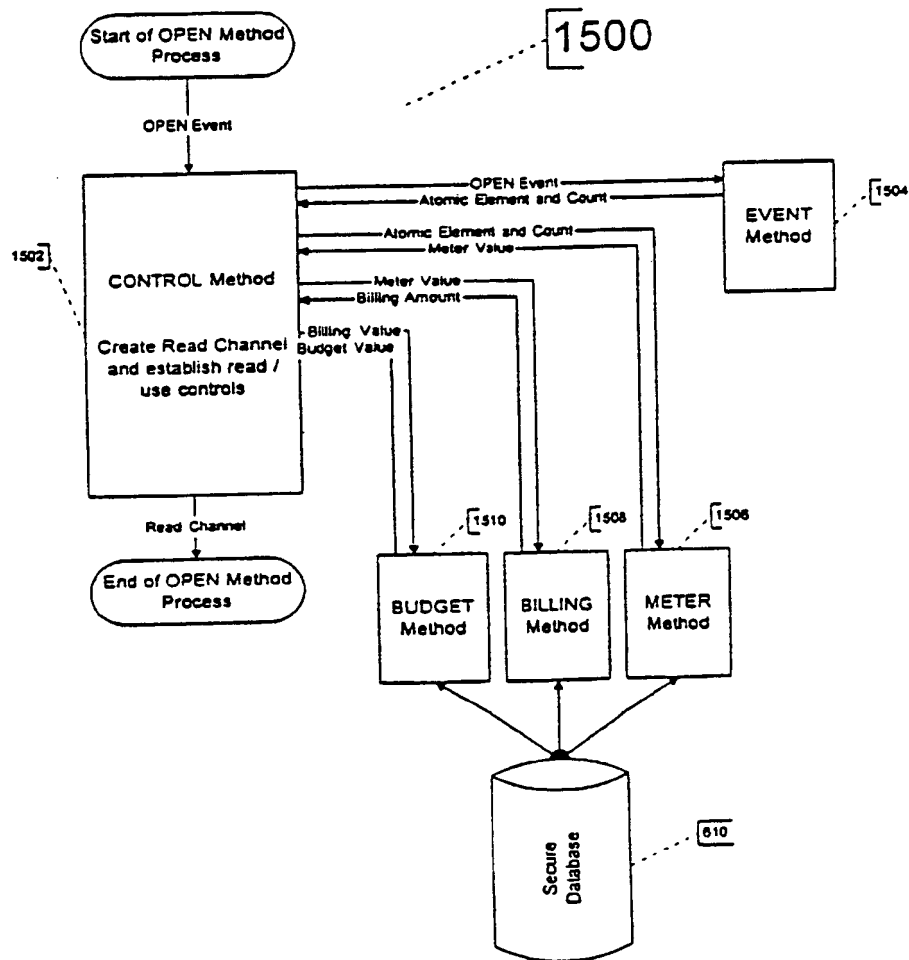 Start of OPEN Method
Process
1500
OPEN Event
OPEN Event
Atomic Element and Count
EVENT
Method
1504
Atomic Element and Count
Meter Value
1502
CONTROL Method
Meter Value
Billing Amount
Create Read Channel
and establish read /
use controls
Billing Value
Budget Value
Read Channel
1510
1508
1506
End of OPEN Method
Process
BUDGET
Method
BILLING
Method
METER
Method
Secure
Database
610